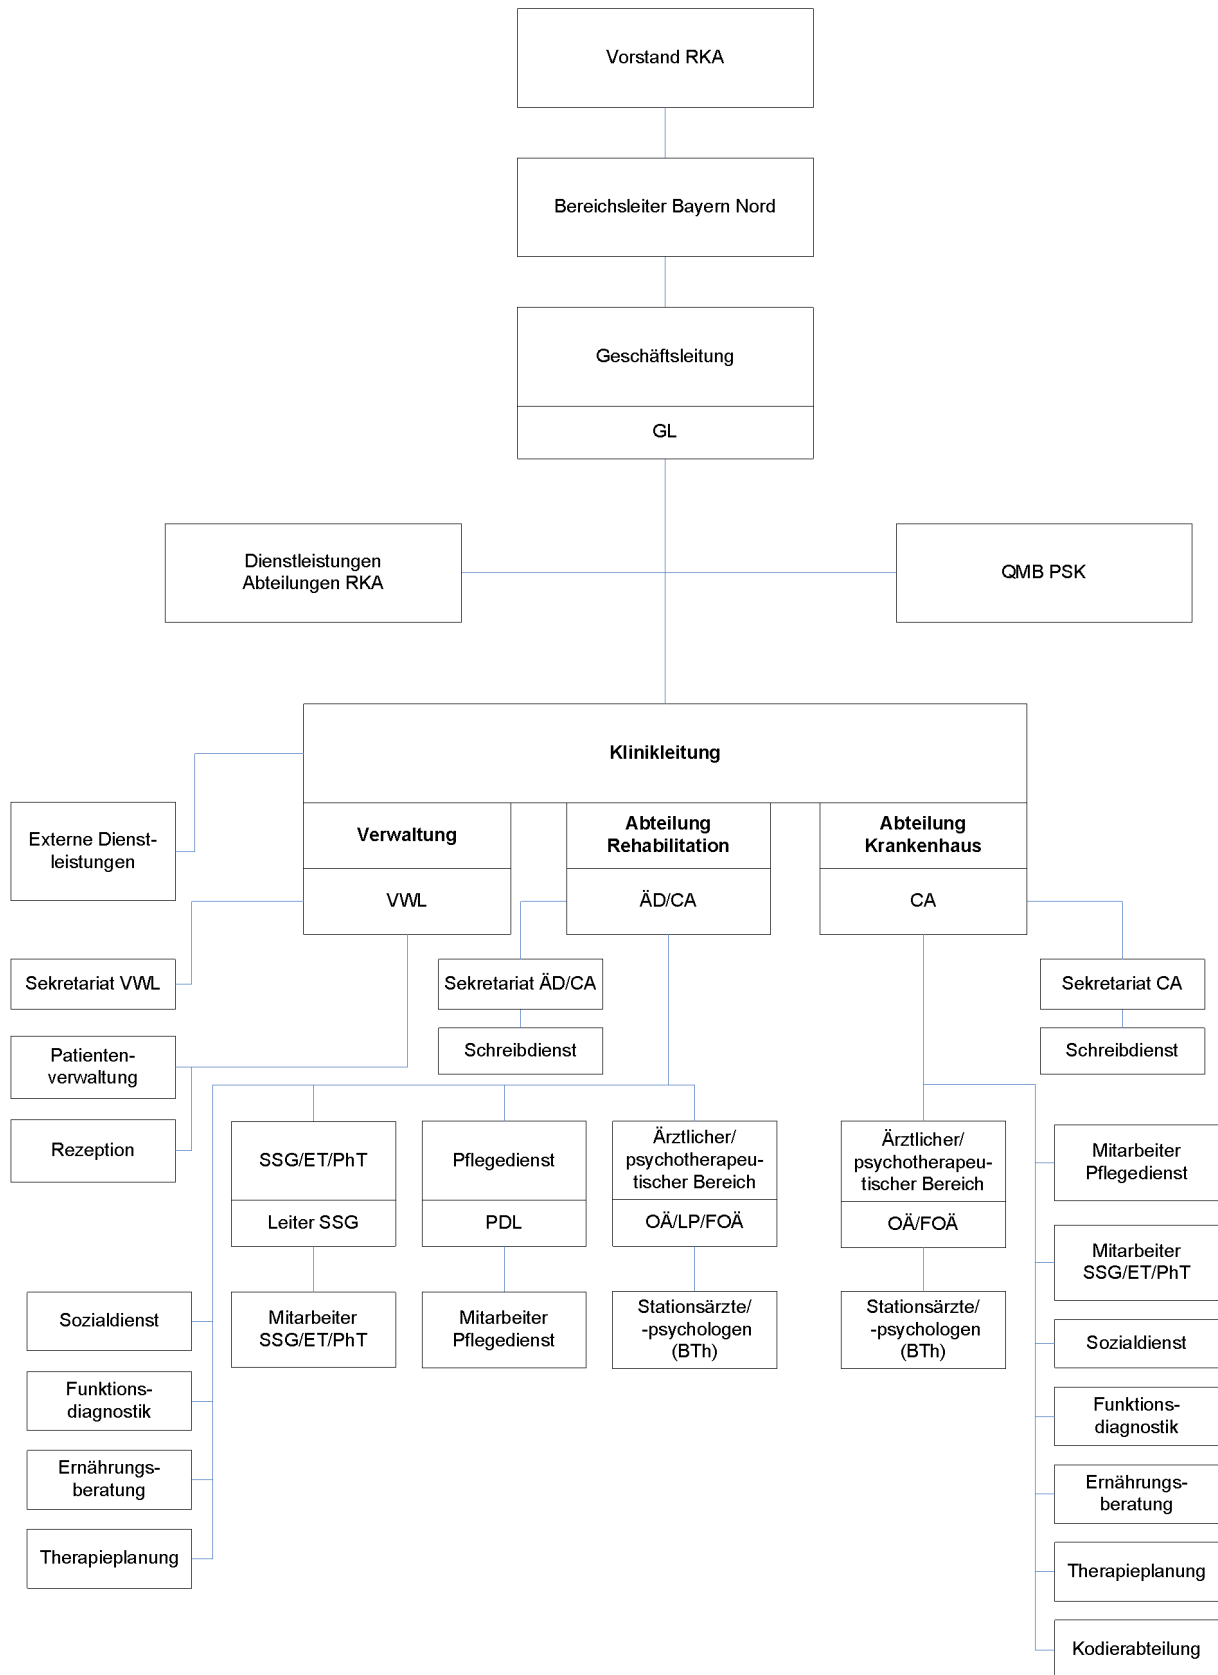 Vorstand RKA
Bereichsleiter Bayern Nord
Geschäftsleitung
GL
Dienstleistungen
Abteilungen RKA
QMB PSK
Klinikleitung
Verwaltung
VWL
Abteilung
Rehabilitation
ÄD/CA
Abteilung
Krankenhaus
CA
Externe Dienst-
leistungen
Sekretariat VWL
Sekretariat ÄD/CA
Sekretariat CA
Schreibdienst
Schreibdienst
Patienten-
verwaltung
Rezeption
SSG/ET/PhT
Leiter SSG
Mitarbeiter
SSG/ET/PhT
Pflegedienst
PDL
Mitarbeiter
Pflegedienst
Ärztlicher/
psychotherapeu-
tischer Bereich
OÄ/LP/FOÄ
Stationsärzte/
-psychologen
(BTh)
Ärztlicher/
psychotherapeu-
tischer Bereich
OÄ/FOÄ
Stationsärzte/
-psychologen
(BTh)
Sozialdienst
Funktions-
diagnostik
Ernährungs-
beratung
Therapieplanung
Mitarbeiter
Pflegedienst
Mitarbeiter
SSG/ET/PhT
Sozialdienst
Funktions-
diagnostik
Ernährungs-
beratung
Therapieplanung
Kodierabteilung